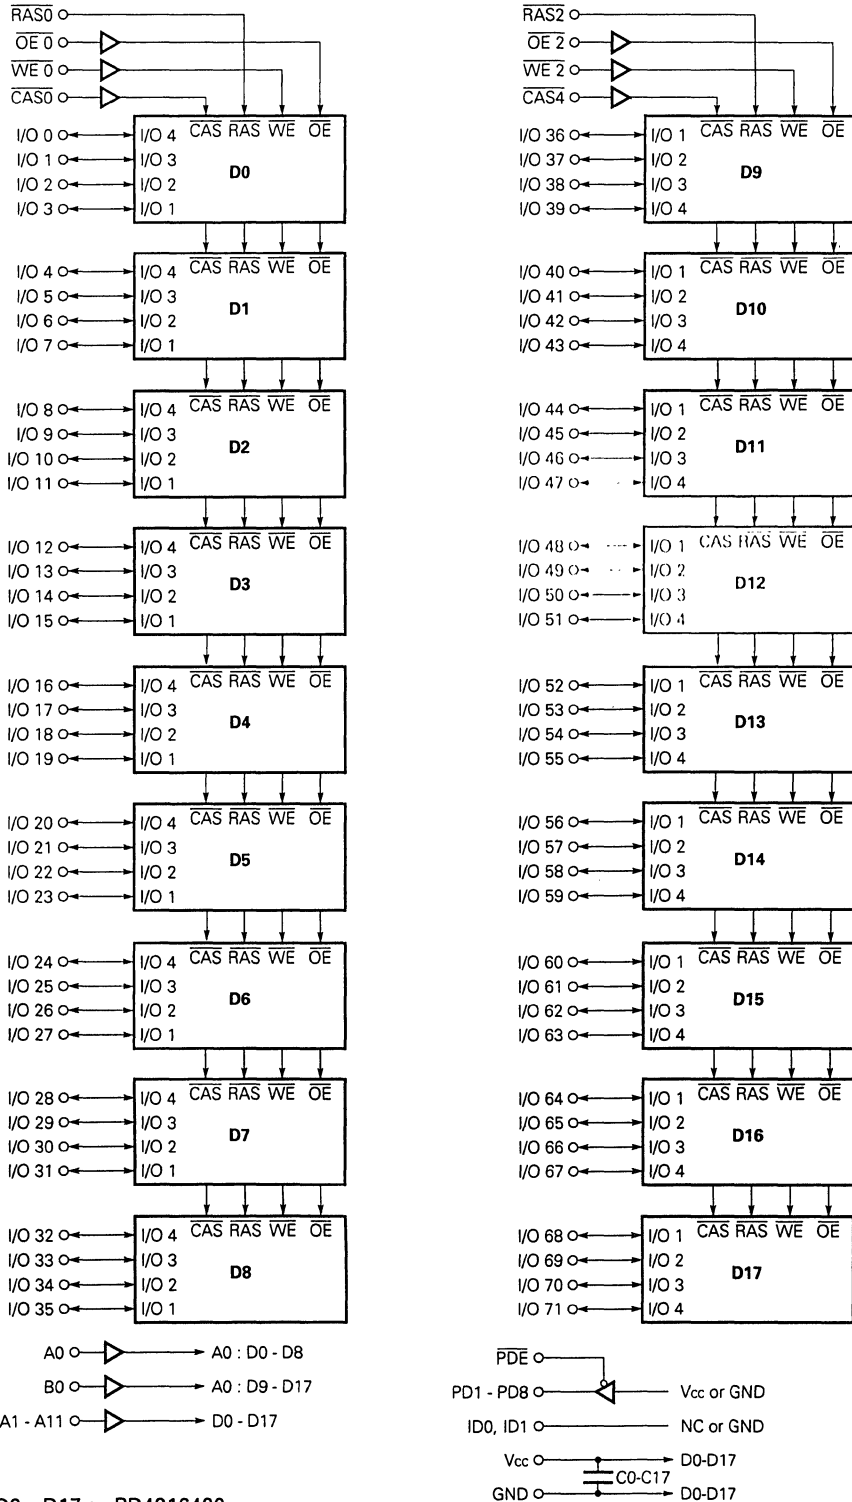 RAS0
OE 0
WE 0
CAS0
I/O 0 I/O 4 CAS RAS WE OE
I/O 1 I/O 3
D0
I/O 2 I/O 2
I/O 3 I/O 1
I/O 4 I/O 4 CAS RAS WE OE
I/O 5 I/O 3
D1
I/O 6 I/O 2
I/O 7 I/O 1
I/O 8 I/O 4 CAS RAS WE OE
I/O 9 I/O 3
D2
I/O 10 I/O 2
I/O 11 I/O 1
I/O 12 I/O 4 CAS RAS WE OE
I/O 13 I/O 3
D3
I/O 14 I/O 2
I/O 15 I/O 1
I/O 16 I/O 4 CAS RAS WE OE
I/O 17 I/O 3
D4
I/O 18 I/O 2
I/O 19 I/O 1
I/O 20 I/O 4 CAS RAS WE OE
I/O 21 I/O 3
D5
I/O 22 I/O 2
I/O 23 I/O 1
I/O 24 I/O 4 CAS RAS WE OE
I/O 25 I/O 3
D6
I/O 26 I/O 2
I/O 27 I/O 1
I/O 28 I/O 4 CAS RAS WE OE
I/O 29 I/O 3
D7
I/O 30 I/O 2
I/O 31 I/O 1
I/O 32 I/O 4 CAS RAS WE OE
I/O 33 I/O 3
D8
I/O 34 I/O 2
I/O 35 I/O 1
A0 A0 : D0 - D8
B0 A0 : D9 - D17
A1 - A11 D0 - D17
RAS2
OE 2
WE 2
CAS4
I/O 36 I/O 1 CAS RAS WE OE
I/O 37 I/O 2
D9
I/O 38 I/O 3
I/O 39 I/O 4
I/O 40 I/O 1 CAS RAS WE OE
I/O 41 I/O 2
D10
I/O 42 I/O 3
I/O 43 I/O 4
I/O 44 I/O 1 CAS RAS WE OE
I/O 45 I/O 2
D11
I/O 46 I/O 3
I/O 47 I/O 4
I/O 48 I/O 1 CAS RAS WE OE
I/O 49 I/O 2
D12
I/O 50 I/O 3
I/O 51 I/O 4
I/O 52 I/O 1 CAS RAS WE OE
I/O 53 I/O 2
D13
I/O 54 I/O 3
I/O 55 I/O 4
I/O 56 I/O 1 CAS RAS WE OE
I/O 57 I/O 2
D14
I/O 58 I/O 3
I/O 59 I/O 4
I/O 60 I/O 1 CAS RAS WE OE
I/O 61 I/O 2
D15
I/O 62 I/O 3
I/O 63 I/O 4
I/O 64 I/O 1 CAS RAS WE OE
I/O 65 I/O 2
D16
I/O 66 I/O 3
I/O 67 I/O 4
I/O 68 I/O 1 CAS RAS WE OE
I/O 69 I/O 2
D17
I/O 70 I/O 3
I/O 71 I/O 4
PDE
PD1 - PD8 Vcc or GND
ID0, ID1 NC or GND
Vcc D0-D17
C0-C17
GND D0-D17